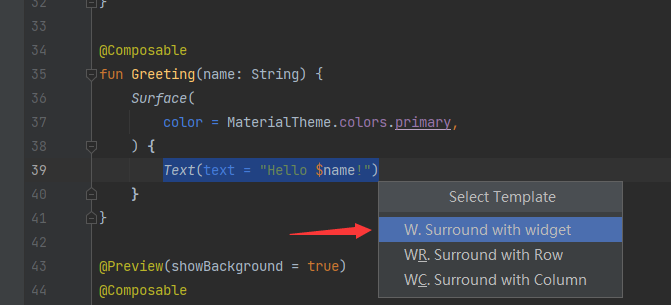 32 }
33
34 @Composable
35 fun Greeting(name: String) {
36 Surface(
37 color = MaterialTheme.colors.primary,
38 ) {
39 Text(text = "Hello $name!")
40 }
41 }
42
43 @Preview(showBackground = true)
44 @Composable
Select Template
W. Surround with widget
WR. Surround with Row
WC. Surround with Column